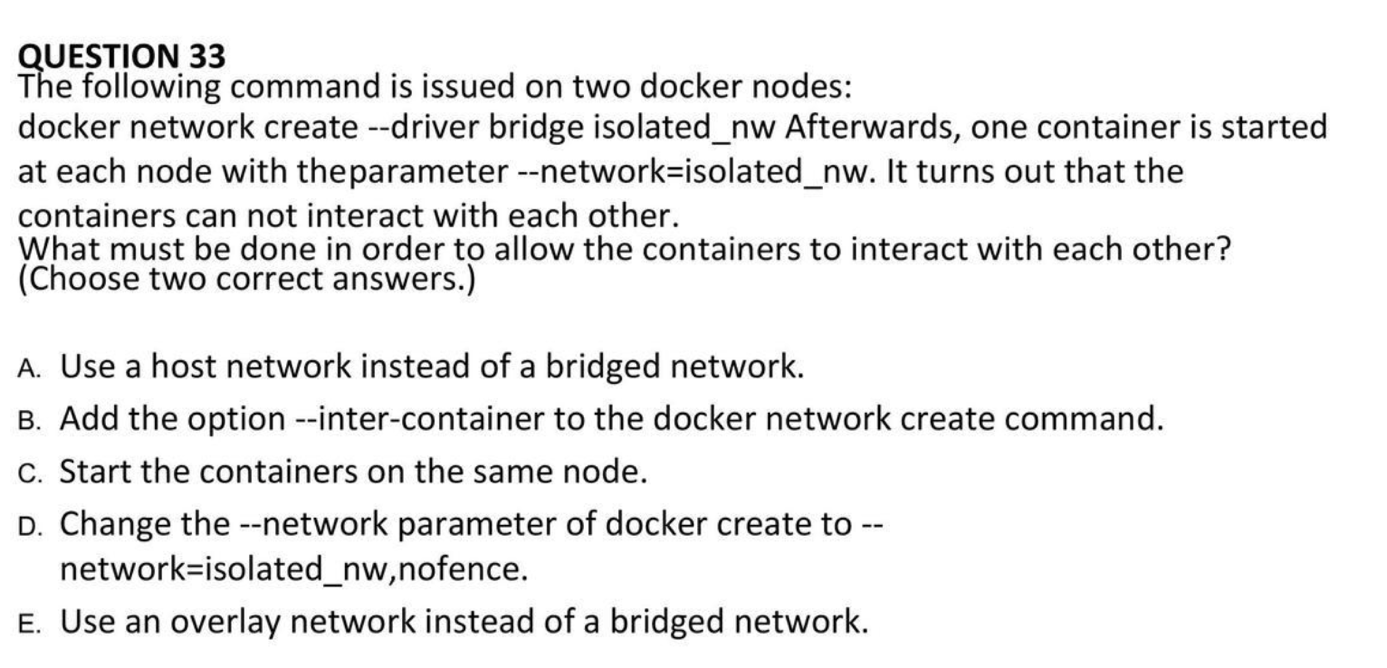 QUESTION 33
The following command is issued on two docker nodes:
docker network create --driver bridge isolated_nw Afterwards, one container is started
at each node with theparameter --network=isolated_nw. It turns out that the
containers can not interact with each other.
What must be done in order to allow the containers to interact with each other?
(Choose two correct answers.)
A. Use a host network instead of a bridged network.
B. Add the option --inter-container to the docker network create command.
C. Start the containers on the same node.
D. Change the --network parameter of docker create to --
network=isolated_nw,nofence.
E. Use an overlay network instead of a bridged network.